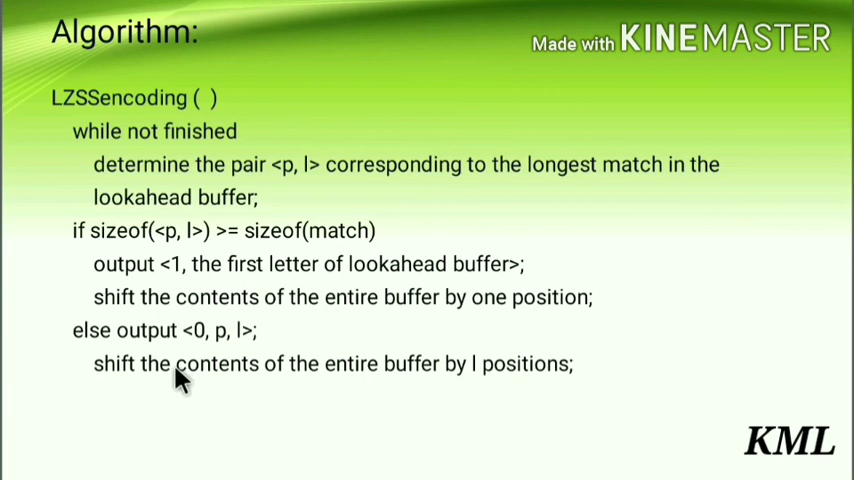 Algorithm:
Made with KINEMASTER
LZSSencoding ( )
while not finished
determine the pair <p, l> corresponding to the longest match in the
lookahead buffer;
if sizeof(<p, l>) >= sizeof(match)
output <1, the first letter of lookahead buffer>;
shift the contents of the entire buffer by one position;
else output <0, p, l>;
shift the contents of the entire buffer by l positions;
KML